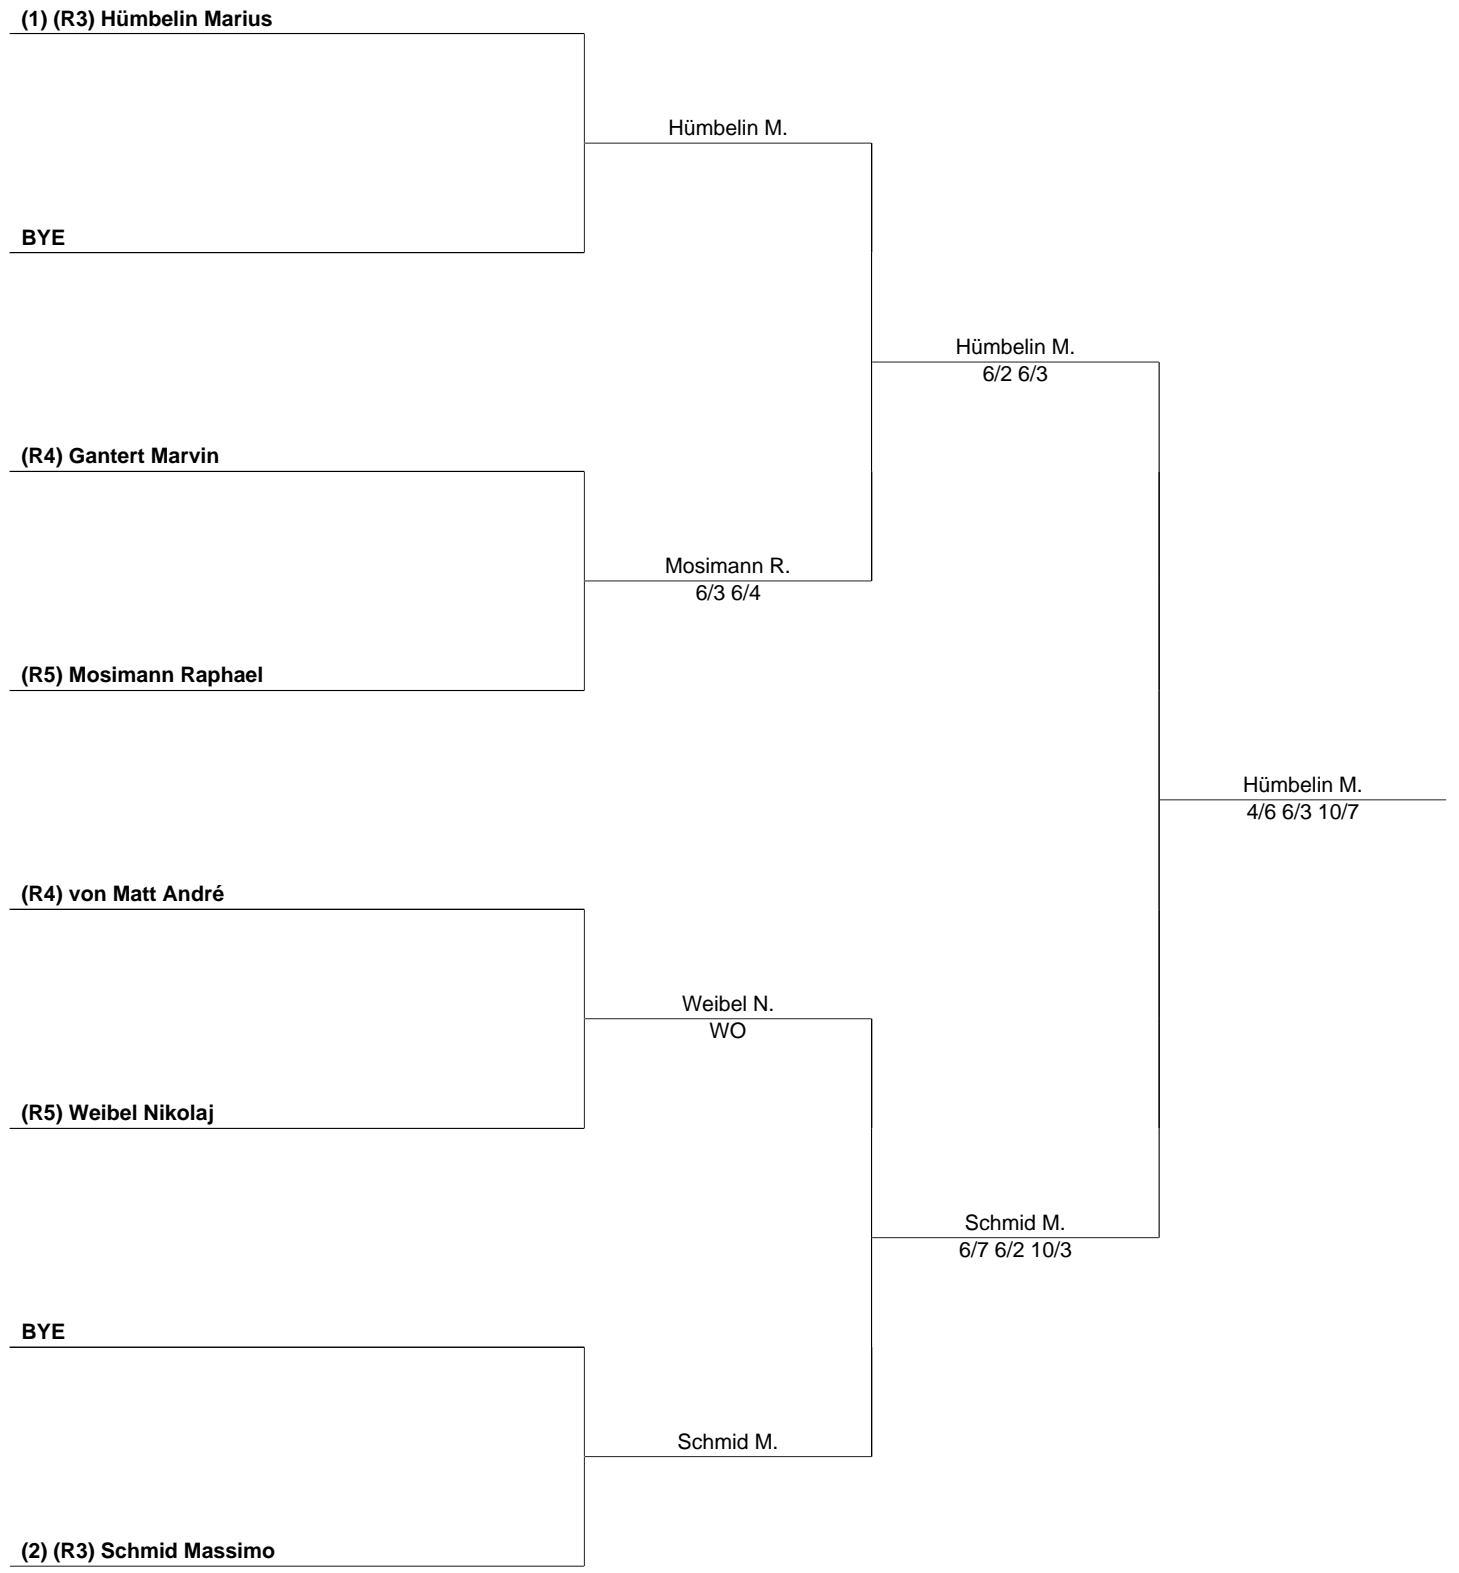 (1) (R3) Hümbelin Marius
Hümbelin M.
BYE
Hümbelin M.
6/2 6/3
(R4) Gantert Marvin
Mosimann R.
6/3 6/4
(R5) Mosimann Raphael
Hümbelin M.
4/6 6/3 10/7
(R4) von Matt André
Weibel N.
WO
(R5) Weibel Nikolaj
Schmid M.
6/7 6/2 10/3
BYE
Schmid M.
(2) (R3) Schmid Massimo